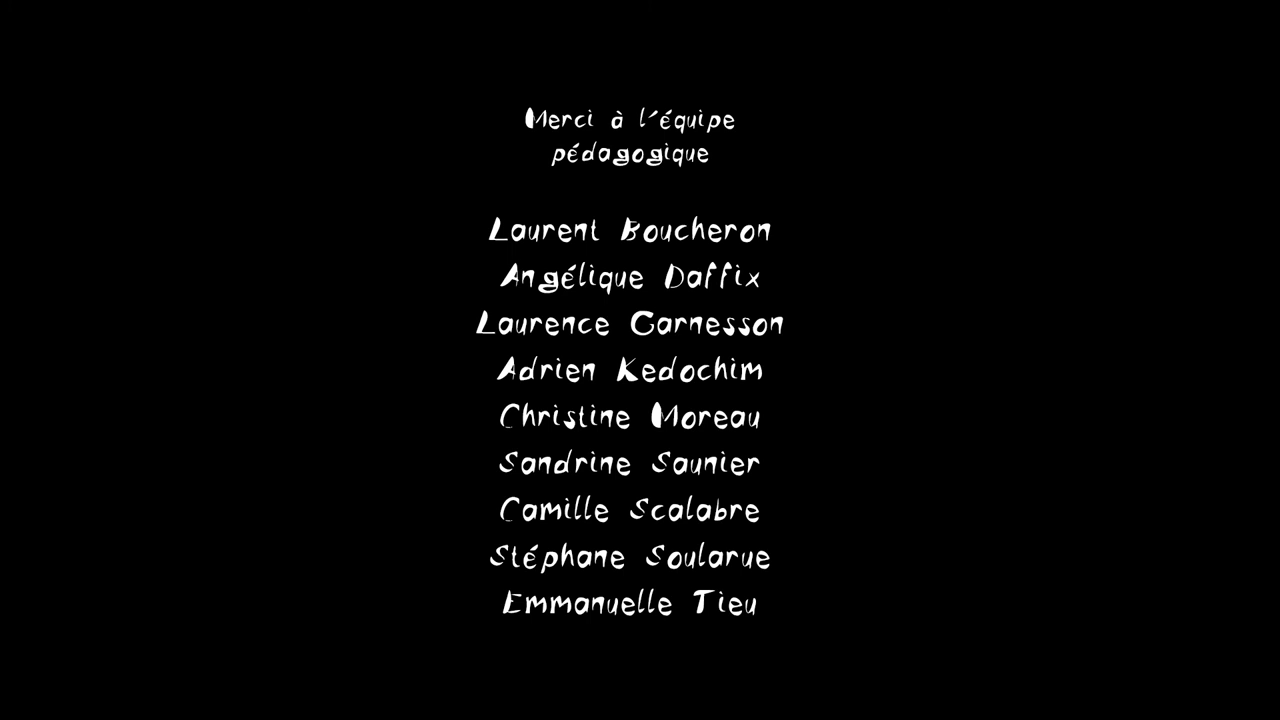 Merci à l'équipe
pédagogique
Laurent Boucheron
Angélique Daffix
Laurence Garnesson
Adrien Kedochim
Christine Moreau
Sandrine Saunier
Camille Scalabre
Stéphane Soularue
Emmanuelle Tieu